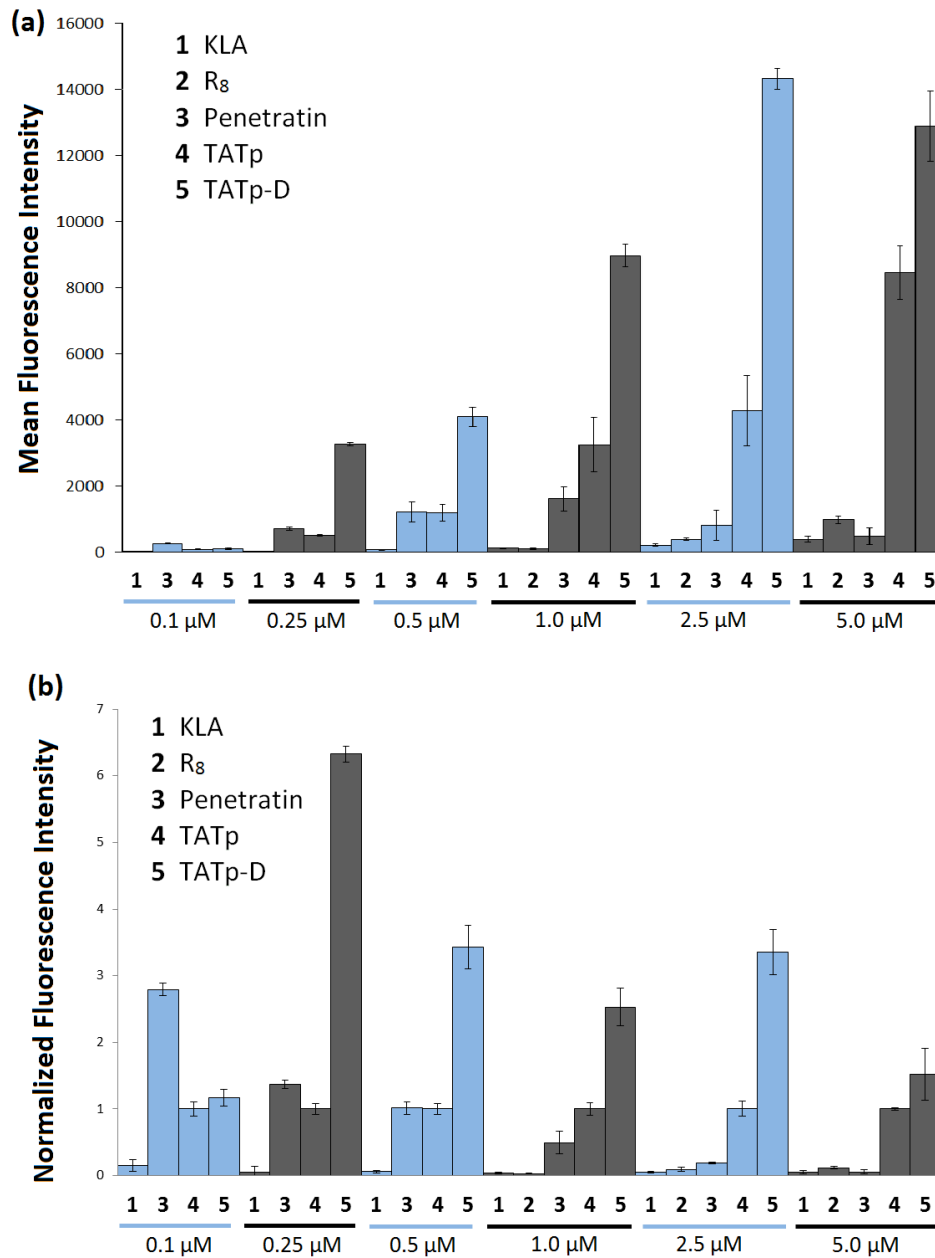 (a)
Mean Fluorescence Intensity
16000
14000
12000
10000
8000
6000
4000
2000
0
1 KLA
2 R₈
3 Penetratin
4 TATp
5 TATp-D
1 3 4 5 1 3 4 5 1 3 4 5 1 2 3 4 5 1 2 3 4 5 1 2 3 4 5
0.1 µM 0.25 µM 0.5 µM 1.0 µM 2.5 µM 5.0 µM
(b)
Normalized Fluorescence Intensity
7
6
5
4
3
2
1
0
1 KLA
2 R₈
3 Penetratin
4 TATp
5 TATp-D
1 3 4 5 1 3 4 5 1 3 4 5 1 2 3 4 5 1 2 3 4 5 1 2 3 4 5
0.1 µM 0.25 µM 0.5 µM 1.0 µM 2.5 µM 5.0 µM